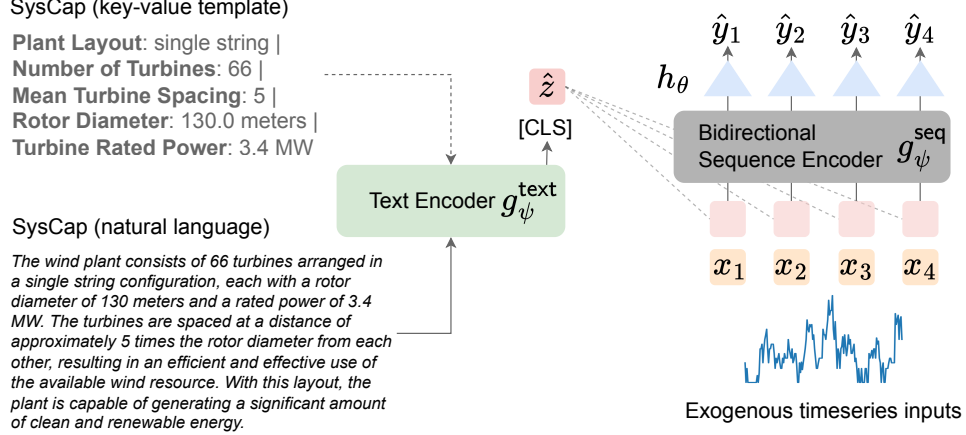 SysCap (key-value template)
Plant Layout: single string |
Number of Turbines: 66 |
Mean Turbine Spacing: 5 |
Rotor Diameter: 130.0 meters |
Turbine Rated Power: 3.4 MW
SysCap (natural language)
The wind plant consists of 66 turbines arranged in
a single string configuration, each with a rotor
diameter of 130 meters and a rated power of 3.4
MW. The turbines are spaced at a distance of
approximately 5 times the rotor diameter from each
other, resulting in an efficient and effective use of
the available wind resource. With this layout, the
plant is capable of generating a significant amount
of clean and renewable energy.
ẑ
[CLS]
Text Encoder g_ψ^text
ŷ₁ ŷ₂ ŷ₃ ŷ₄
h_θ
Bidirectional
Sequence Encoder g_ψ^seq
x₁ x₂ x₃ x₄
Exogenous timeseries inputs